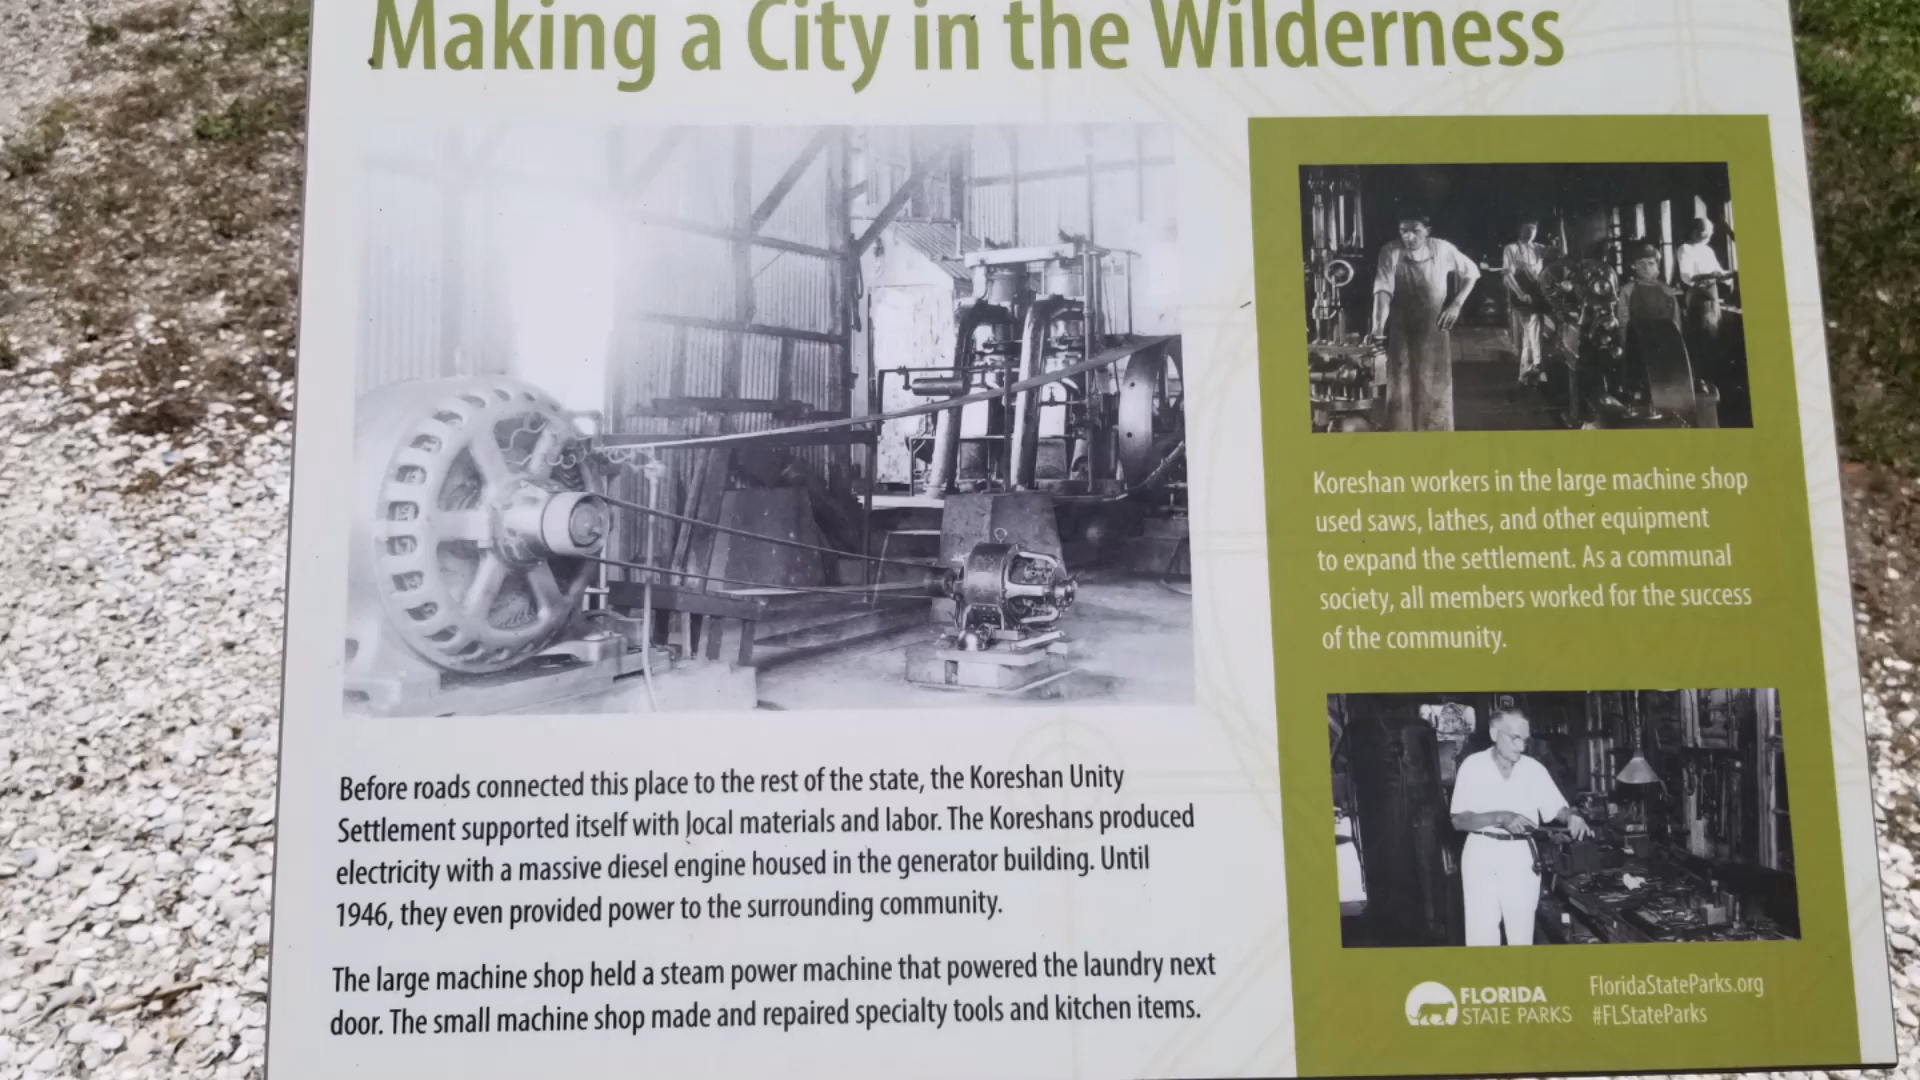 Making a City in the Wilderness
Before roads connected this place to the rest of the state, the Koreshan Unity
Settlement supported itself with local materials and labor. The Koreshans produced
electricity with a massive diesel engine housed in the generator building. Until
1946, they even provided power to the surrounding community.
The large machine shop held a steam power machine that powered the laundry next
door. The small machine shop made and repaired specialty tools and kitchen items.
Koreshan workers in the large machine shop
used saws, lathes, and other equipment
to expand the settlement. As a communal
society, all members worked for the success
of the community.
FLORIDA
STATE PARKS
FloridaStateParks.org
#FLStateParks